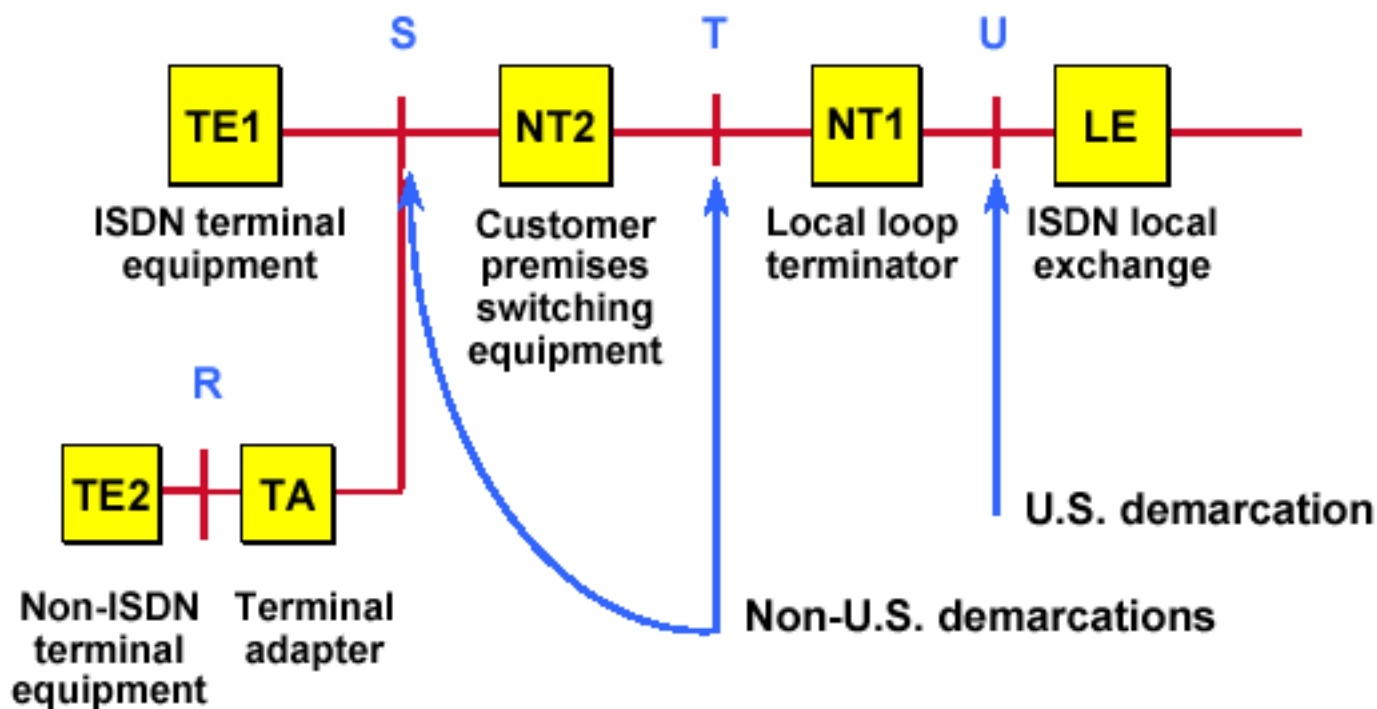 S
T
U
TE1
NT2
NT1
LE
ISDN terminal
equipment
Customer
premises
switching
equipment
Local loop
terminator
ISDN local
exchange
R
TE2
TA
U.S. demarcation
Non-ISDN
terminal
equipment
Terminal
adapter
Non-U.S. demarcations